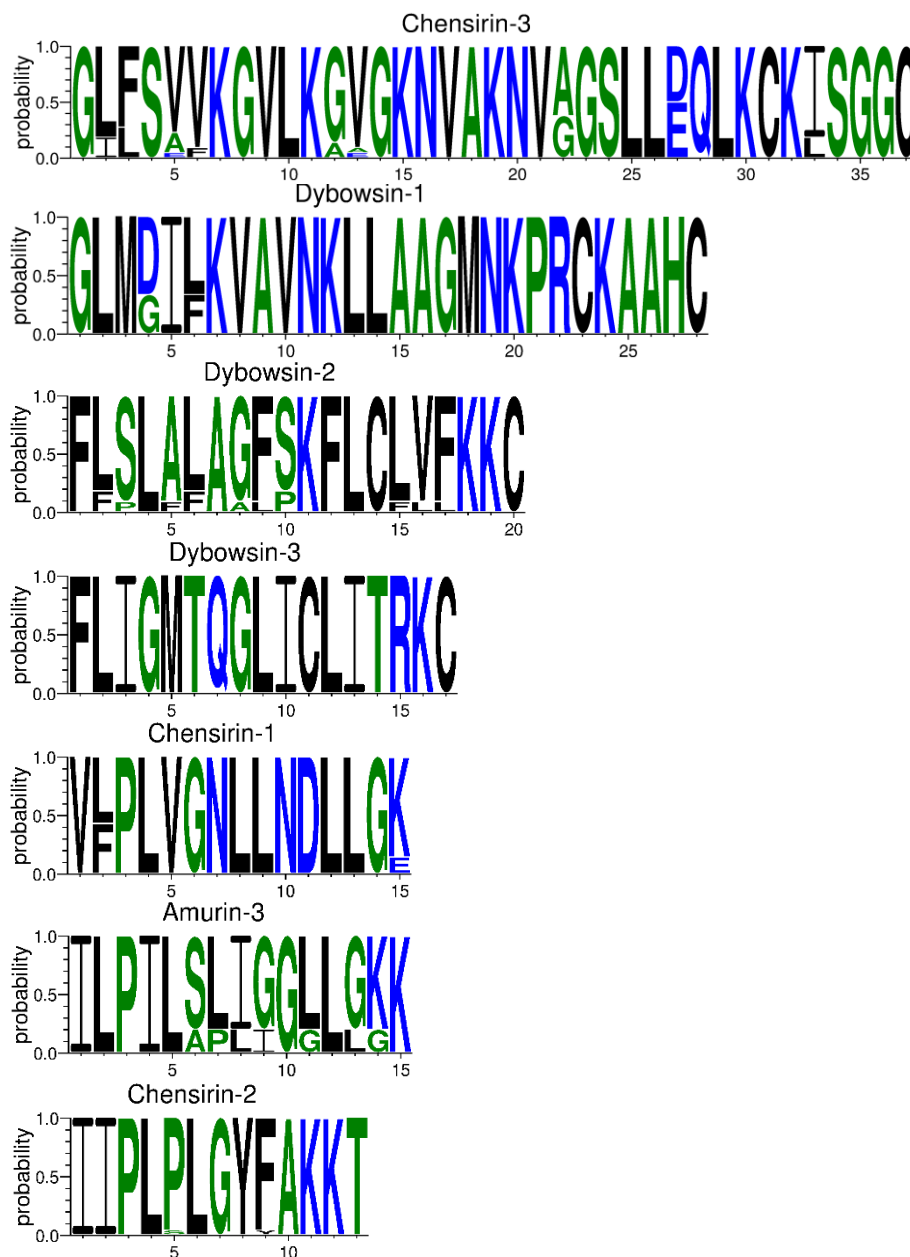 Chensirin-3
probability
1.0
0.5
0.0
GLFSVVKGVLKGVGKNVAKNVAGSLLDQLKCKISGGC
ILAFAAGEL
5 10 15 20 25 30 35
Dybowsin-1
probability
1.0
0.5
0.0
GLMDILKVAVNKLLAAGMNKPRCKAAHC
GF
5 10 15 20 25
Dybowsin-2
probability
1.0
0.5
0.0
FLSLALAGFSKFLCLVFKKC
FPFFALPFLL
5 10 15 20
Dybowsin-3
probability
1.0
0.5
0.0
FLIGMTQGLICLITRKC
5 10 15
Chensirin-1
probability
1.0
0.5
0.0
VLPLVGNLLNDLLGK
FE
5 10 15
Amurin-3
probability
1.0
0.5
0.0
ILPILSLIGGLLGKK
APLIGLG
5 10 15
Chensirin-2
probability
1.0
0.5
0.0
IIPLPLGYFAKKT
5 10